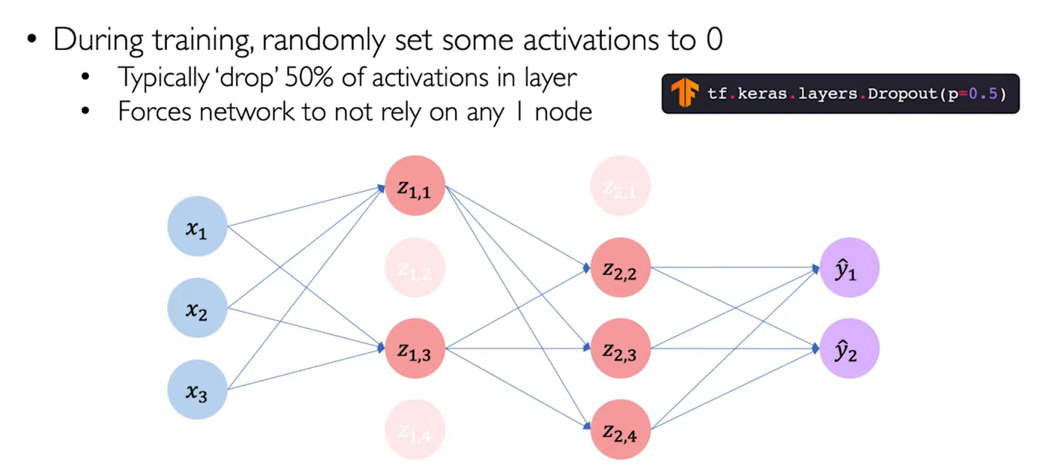 • During training, randomly set some activations to 0
• Typically ‘drop’ 50% of activations in layer
• Forces network to not rely on any 1 node
tf.keras.layers.Dropout(p=0.5)
z₁,₁
z₂,₁
x₁
z₁,₂
z₂,₂
ŷ₁
x₂
z₁,₃
z₂,₃
ŷ₂
x₃
z₁,₄
z₂,₄